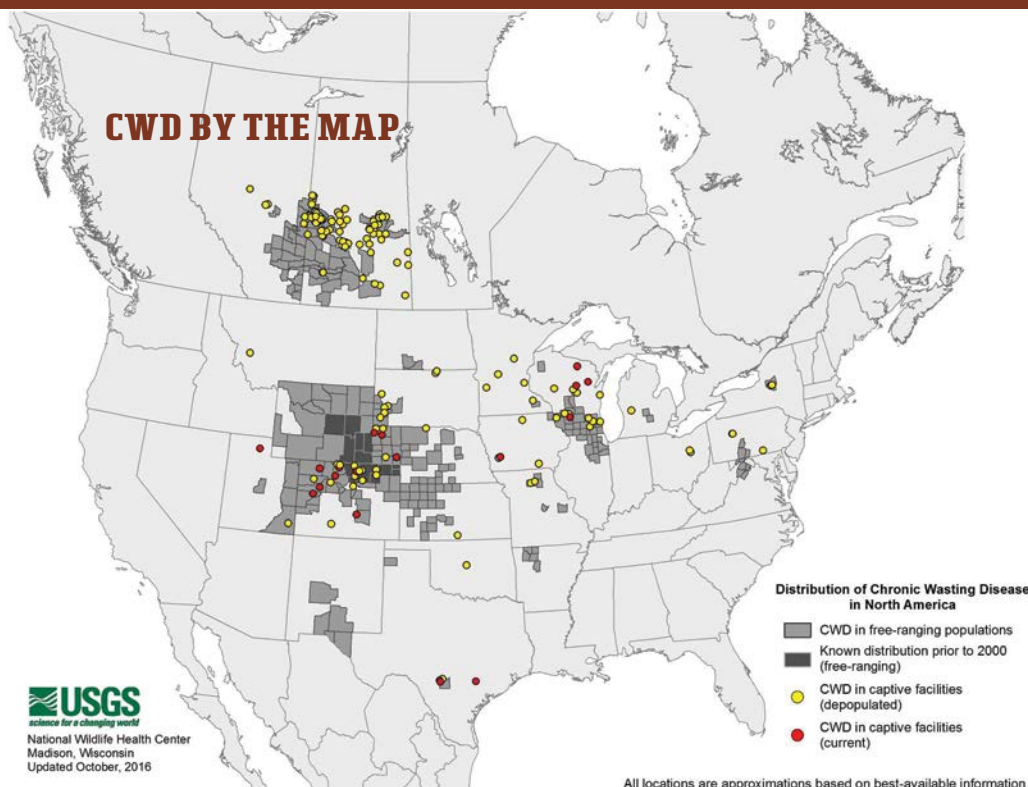 CWD BY THE MAP
Distribution of Chronic Wasting Disease
in North America
CWD in free-ranging populations
Known distribution prior to 2000
(free-ranging)
CWD in captive facilities
(depopulated)
CWD in captive facilities
(current)
USGS
science for a changing world
National Wildlife Health Center
Madison, Wisconsin
Updated October, 2016
All locations are approximations based on best-available information